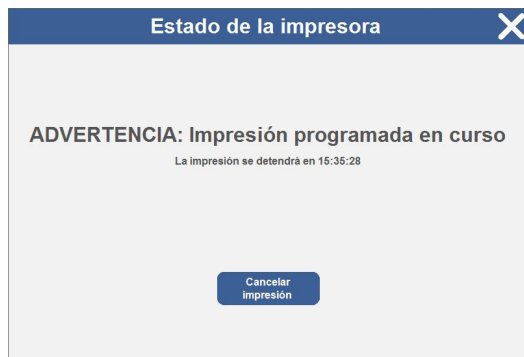 Estado de la impresora
ADVERTENCIA: Impresión programada en curso
La impresión se detendrá en 15:35:28
Cancelar
impresión